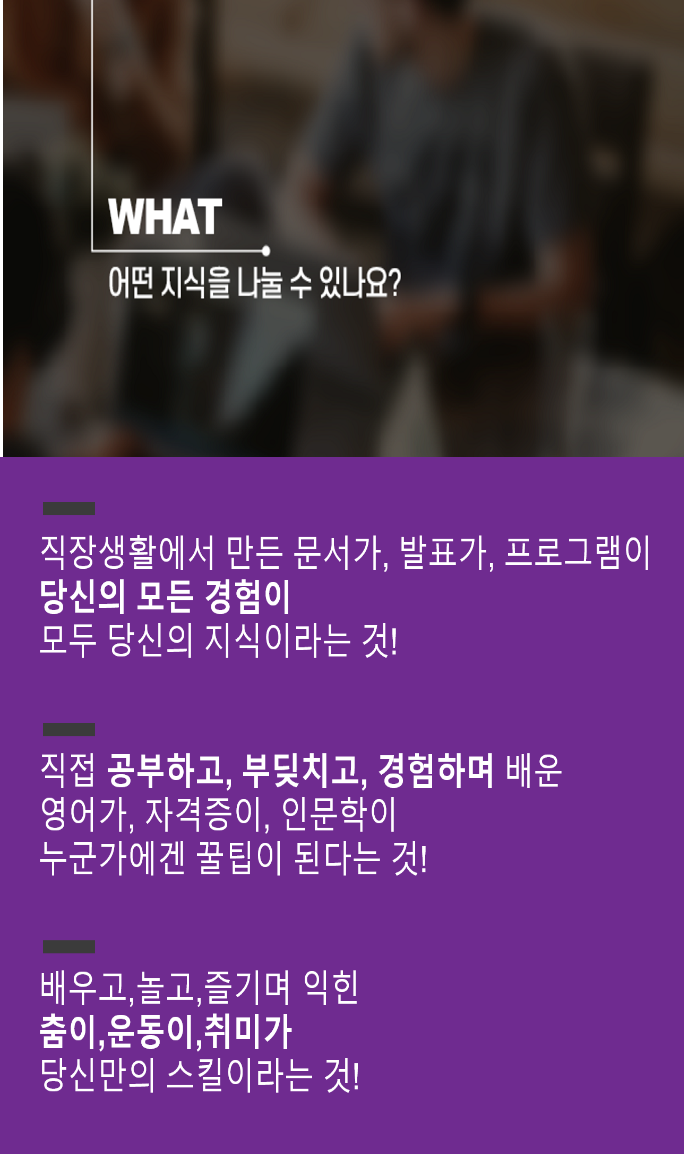 WHAT
어떤 지식을 나눌 수 있나요?
직장생활에서 만든 문서가, 발표가, 프로그램이
당신의 모든 경험이
모두 당신의 지식이라는 것!
직접 공부하고, 부딪치고, 경험하며 배운
영어가, 자격증이, 인문학이
누군가에겐 꿀팁이 된다는 것!
배우고,놀고,즐기며 익힌
춤이,운동이,취미가
당신만의 스킬이라는 것!